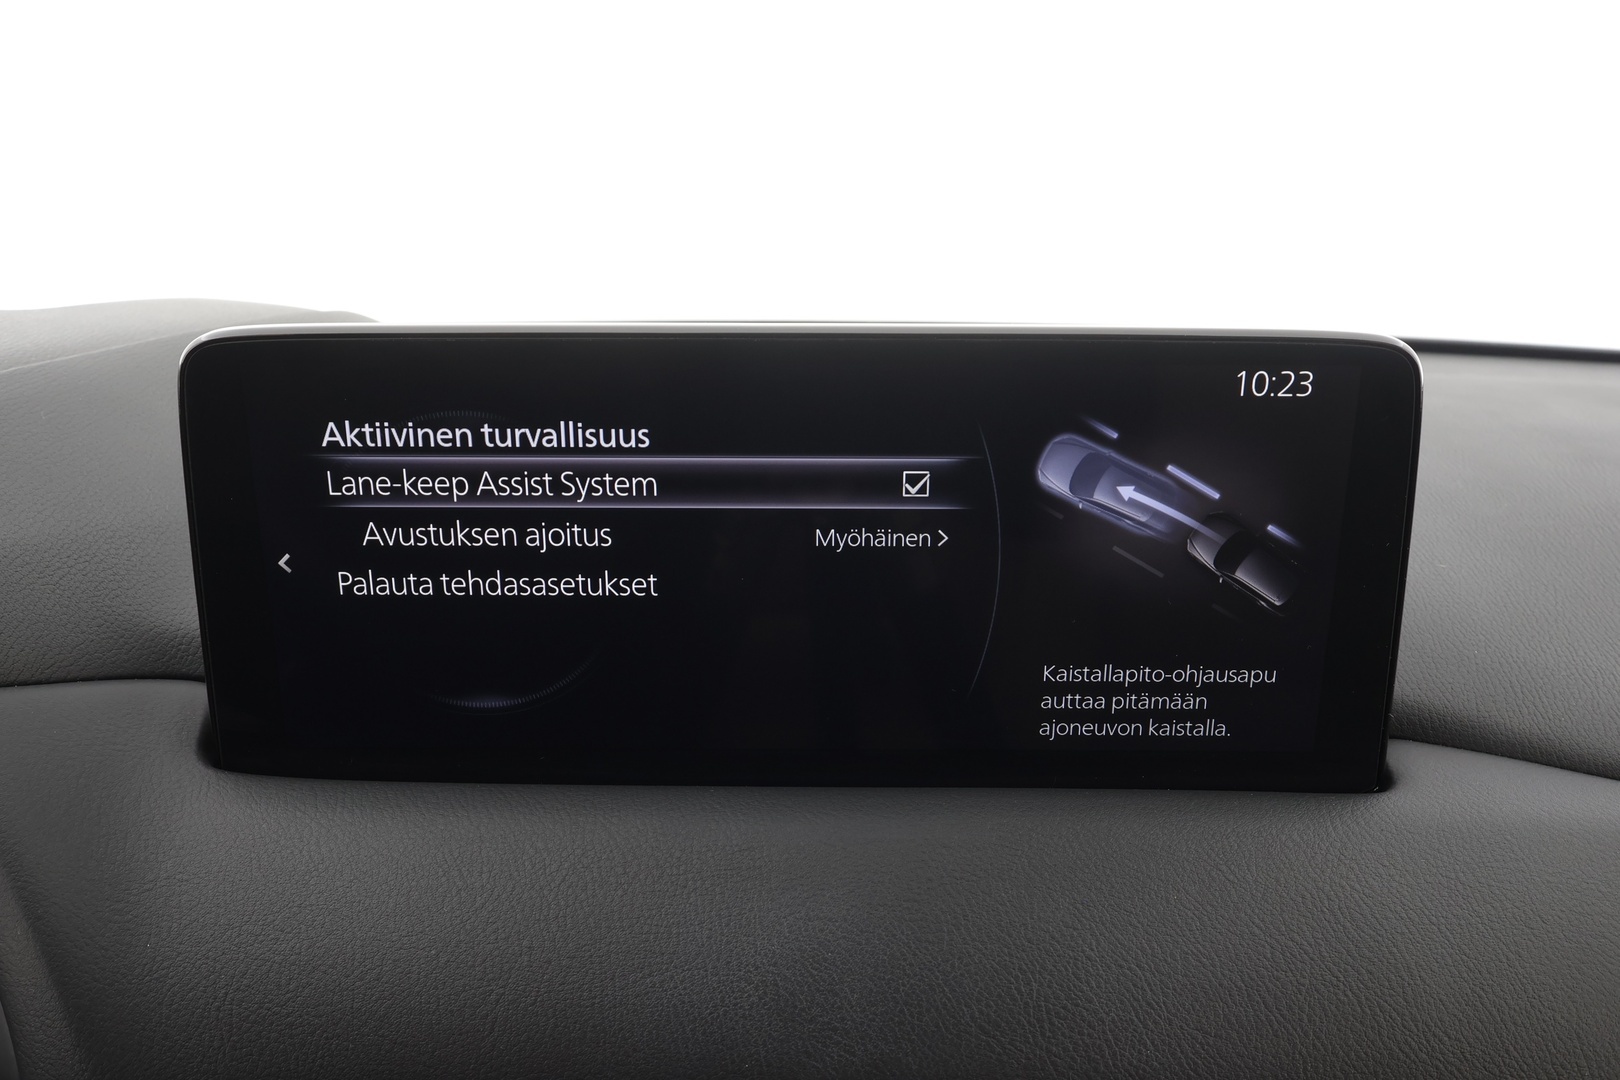 10:23
Aktiivinen turvallisuus
Lane-keep Assist System
Avustuksen ajoitus Myöhäinen >
Palauta tehdasasetukset
Kaistallapito-ohjausapu
auttaa pitämään
ajoneuvon kaistalla.